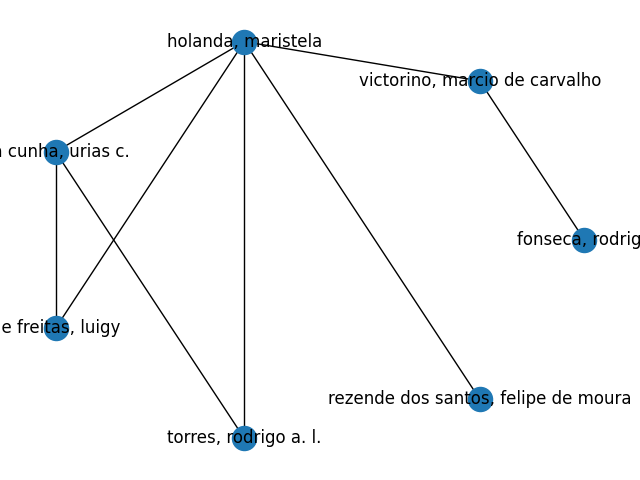 holanda, maristela
victorino, marcio de carvalho
cunha, urias c.
fonseca, rodrig
e freitas, luigy
rezende dos santos, felipe de moura
torres, rodrigo a. l.